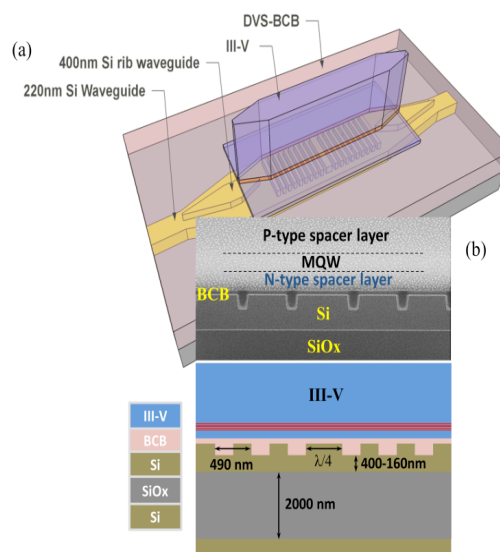 (a)
DVS-BCB
III-V
400nm Si rib waveguide
220nm Si Waveguide
(b)
P-type spacer layer
MQW
N-type spacer layer
BCB
Si
SiOx
III-V
490 nm
λ/4
400-160nm
2000 nm
III-V
BCB
Si
SiOx
Si